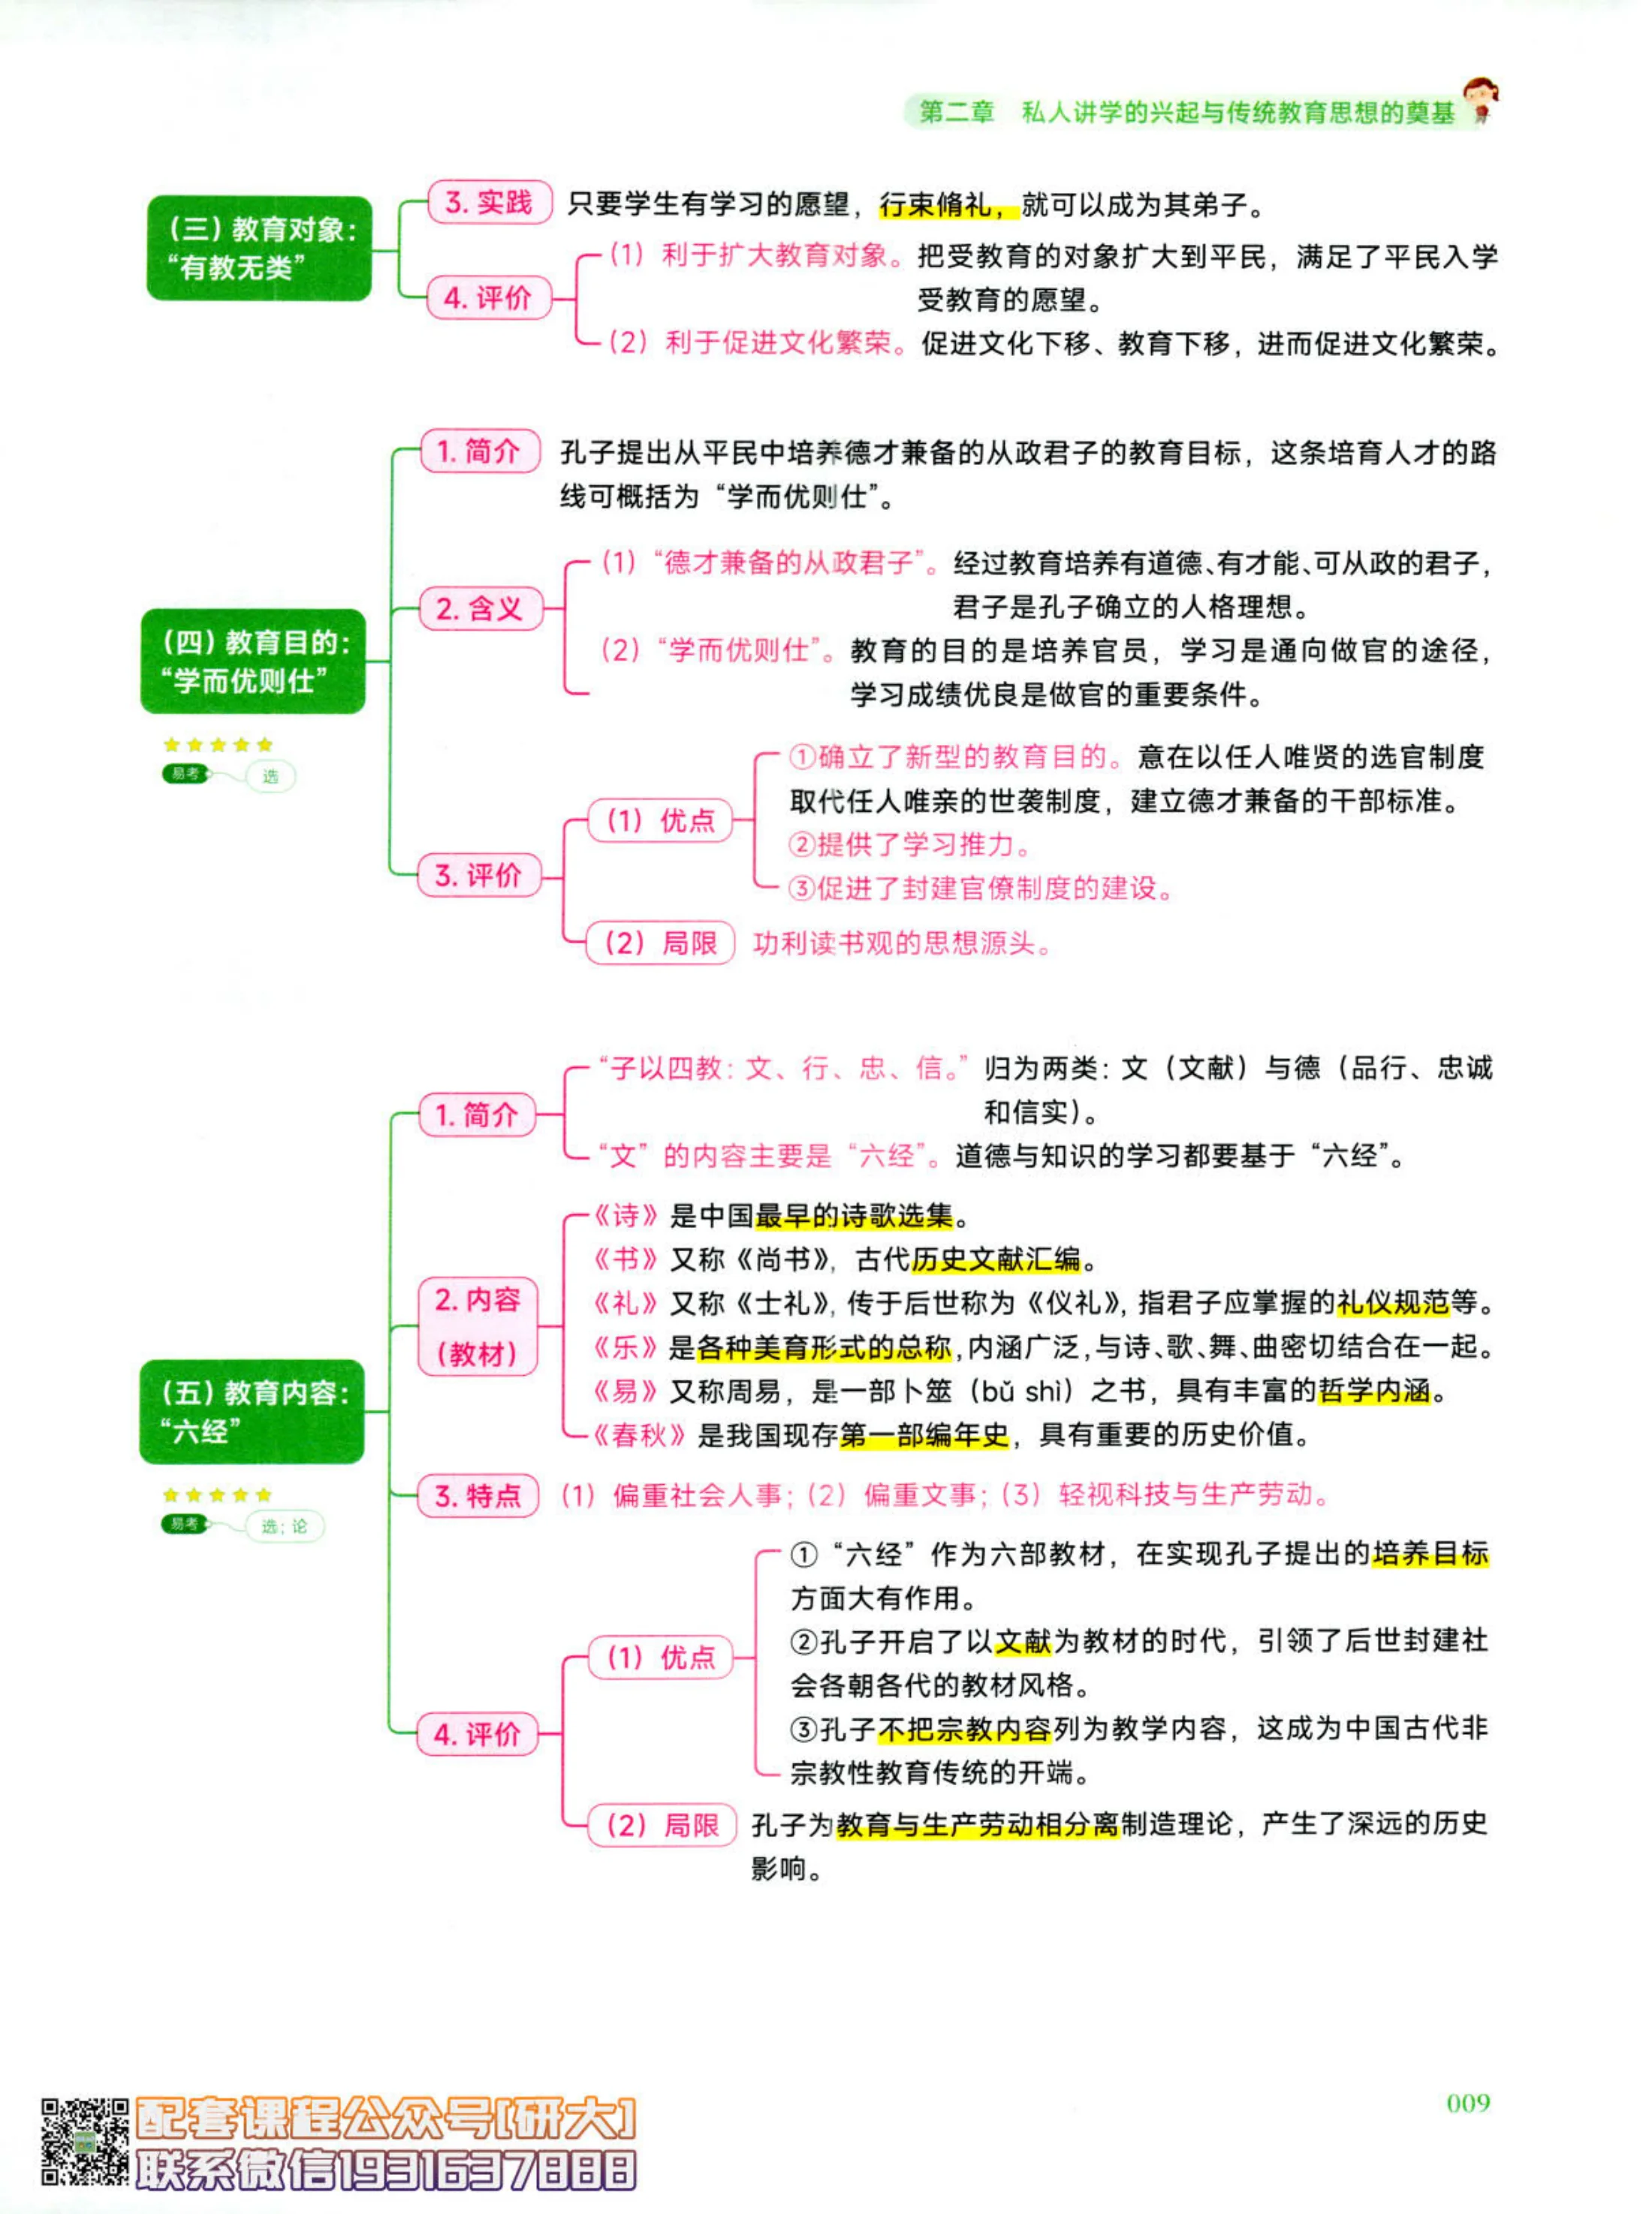 第二章 私人讲学的兴起与传统教育思想的奠基
(三)教育对象：
“有教无类”
3. 实践
只要学生有学习的愿望，行束脩礼，就可以成为其弟子。
4. 评价
(1) 利于扩大教育对象。把受教育的对象扩大到平民，满足了平民入学
受教育的愿望。
(2) 利于促进文化繁荣。促进文化下移、教育下移，进而促进文化繁荣。
(四)教育目的：
“学而优则仕”
易考
选
1. 简介
孔子提出从平民中培养德才兼备的从政君子的教育目标，这条培育人才的路
线可概括为“学而优则仕”。
2. 含义
(1)“德才兼备的从政君子”。经过教育培养有道德、有才能、可从政的君子，
君子是孔子确立的人格理想。
(2)“学而优则仕”。教育的目的是培养官员，学习是通向做官的途径，
学习成绩优良是做官的重要条件。
3. 评价
(1) 优点
①确立了新型的教育目的。意在以任人唯贤的选官制度
取代任人唯亲的世袭制度，建立德才兼备的干部标准。
②提供了学习推力。
③促进了封建官僚制度的建设。
(2) 局限
功利读书观的思想源头。
(五)教育内容：
“六经”
易考
选；论
1. 简介
“子以四教：文、行、忠、信。”归为两类：文（文献）与德（品行、忠诚
和信实）。
“文”的内容主要是“六经”。道德与知识的学习都要基于“六经”。
2. 内容
(教材)
《诗》是中国最早的诗歌选集。
《书》又称《尚书》，古代历史文献汇编。
《礼》又称《士礼》，传于后世称为《仪礼》，指君子应掌握的礼仪规范等。
《乐》是各种美育形式的总称，内涵广泛，与诗、歌、舞、曲密切结合在一起。
《易》又称周易，是一部卜筮（bǔ shì）之书，具有丰富的哲学内涵。
《春秋》是我国现存第一部编年史，具有重要的历史价值。
3. 特点
(1) 偏重社会人事；(2) 偏重文事；(3) 轻视科技与生产劳动。
4. 评价
(1) 优点
①“六经”作为六部教材，在实现孔子提出的培养目标
方面大有作用。
②孔子开启了以文献为教材的时代，引领了后世封建社
会各朝各代的教材风格。
③孔子不把宗教内容列为教学内容，这成为中国古代非
宗教性教育传统的开端。
(2) 局限
孔子为教育与生产劳动相分离制造理论，产生了深远的历史
影响。
009
配套课程公众号[研大]
联系微信1931637888